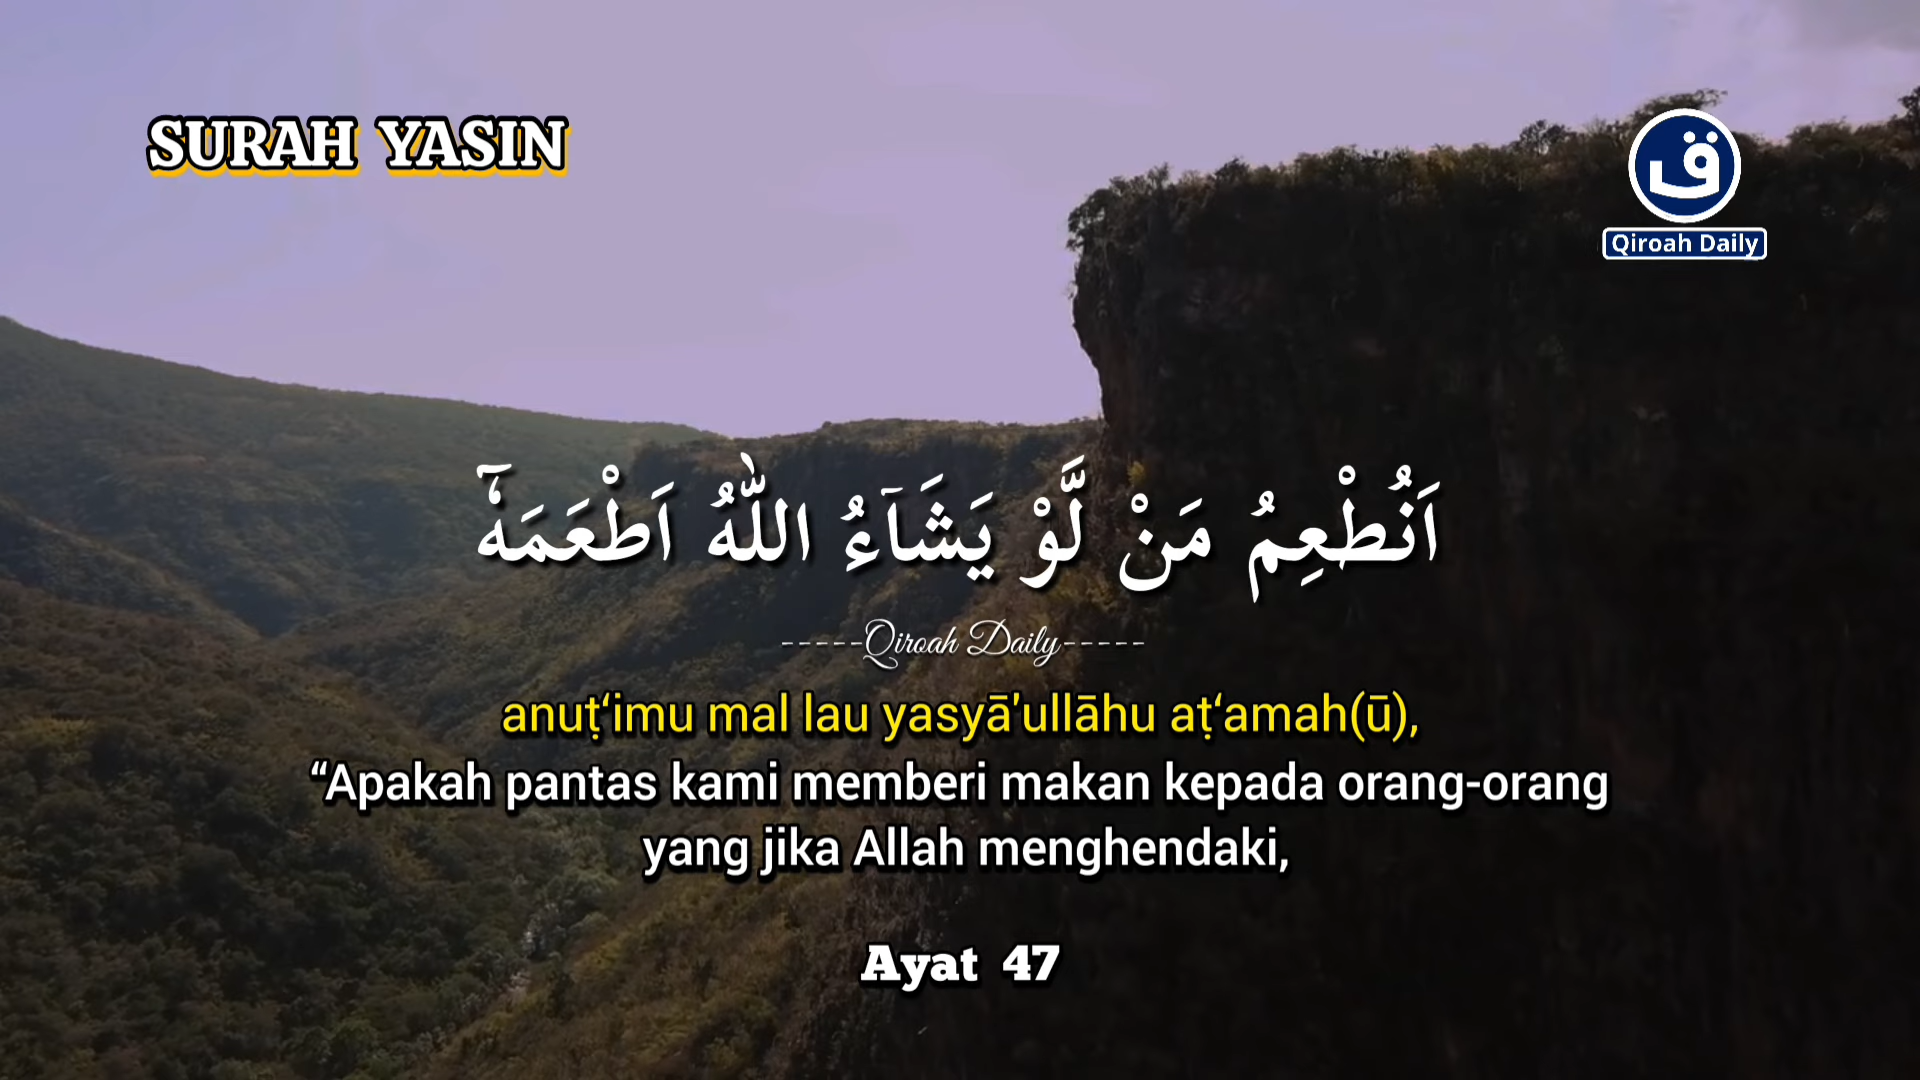 SURAH YASIN
ق
Qiroah Daily
اَنُطْعِمُ مَنْ لَّوْ يَشَاۤءُ اللّٰهُ اَطْعَمَهٗٓ
-----Qiroah Daily-----
anuṭ‘imu mal lau yasyā'ullāhu aṭ‘amah(ū),
“Apakah pantas kami memberi makan kepada orang-orang
yang jika Allah menghendaki,
Ayat 47